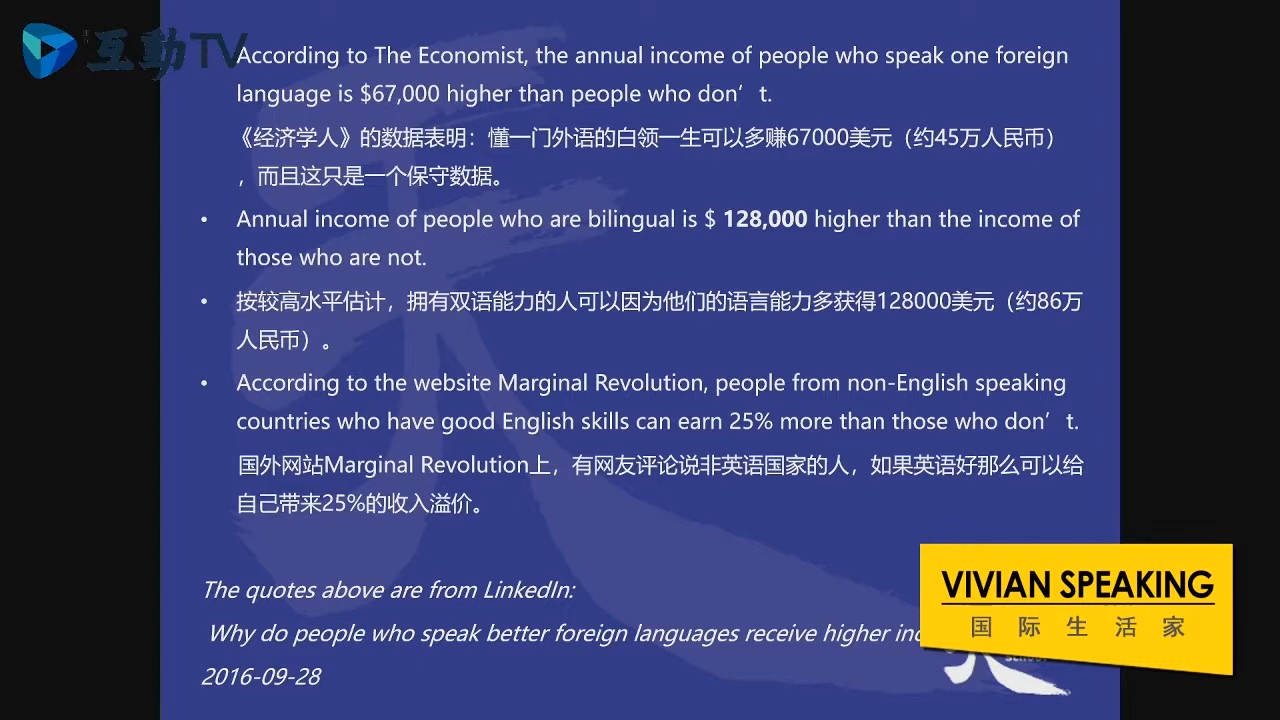 互動TV
According to The Economist, the annual income of people who speak one foreign
language is $67,000 higher than people who don’t.
《经济学人》的数据表明：懂一门外语的白领一生可以多赚67000美元（约45万人民币）
，而且这只是一个保守数据。
• Annual income of people who are bilingual is $ 128,000 higher than the income of
those who are not.
• 按较高水平估计，拥有双语能力的人可以因为他们的语言能力多获得128000美元（约86万
人民币）。
• According to the website Marginal Revolution, people from non-English speaking
countries who have good English skills can earn 25% more than those who don’t.
国外网站Marginal Revolution上，有网友评论说非英语国家的人，如果英语好那么可以给
自己带来25%的收入溢价。
The quotes above are from LinkedIn:
Why do people who speak better foreign languages receive higher
2016-09-28
VIVIAN SPEAKING
国际生活家